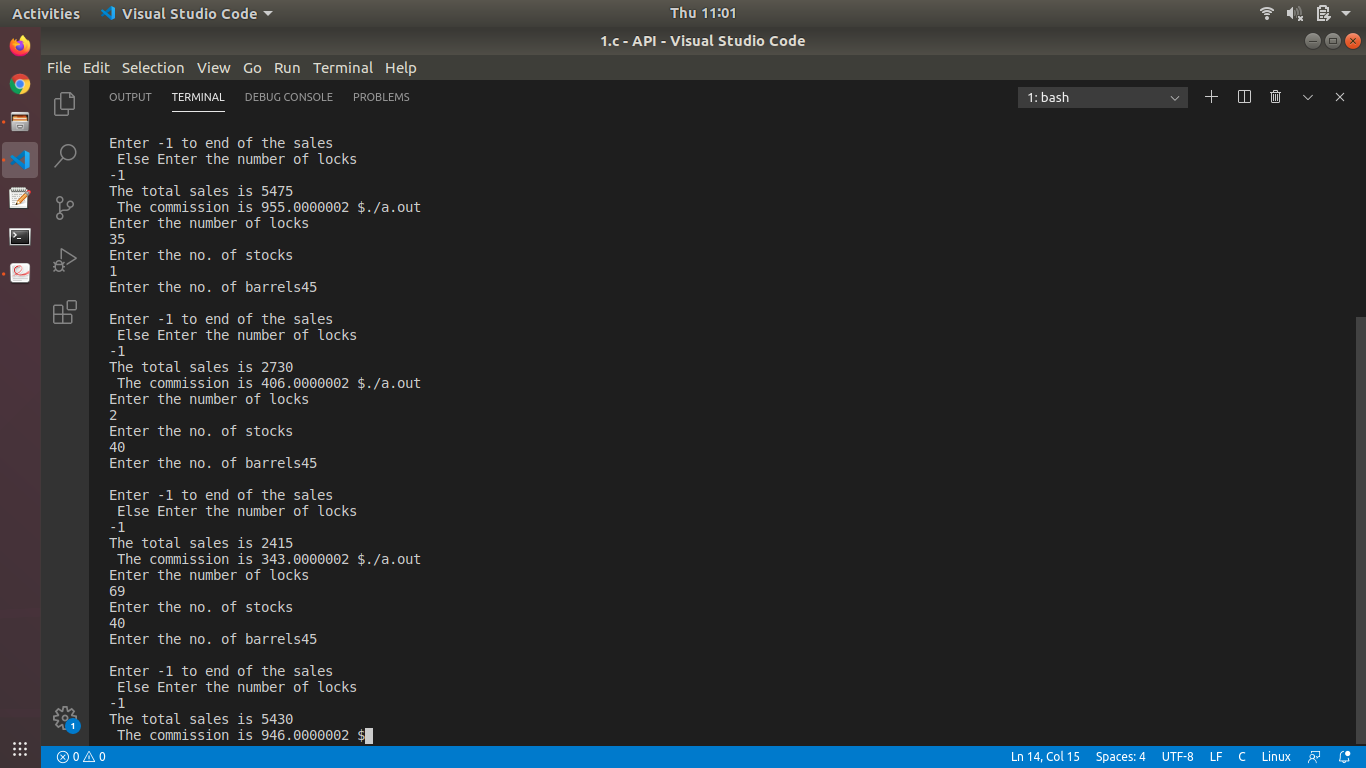 Activities Visual Studio Code Thu 11:01
1.c - API - Visual Studio Code
File Edit Selection View Go Run Terminal Help
OUTPUT TERMINAL DEBUG CONSOLE PROBLEMS 1: bash
Enter -1 to end of the sales
Else Enter the number of locks
-1
The total sales is 5475
The commission is 955.0000002 $./a.out
Enter the number of locks
35
Enter the no. of stocks
1
Enter the no. of barrels45
Enter -1 to end of the sales
Else Enter the number of locks
-1
The total sales is 2730
The commission is 406.0000002 $./a.out
Enter the number of locks
2
Enter the no. of stocks
40
Enter the no. of barrels45
Enter -1 to end of the sales
Else Enter the number of locks
-1
The total sales is 2415
The commission is 343.0000002 $./a.out
Enter the number of locks
69
Enter the no. of stocks
40
Enter the no. of barrels45
Enter -1 to end of the sales
Else Enter the number of locks
-1
The total sales is 5430
The commission is 946.0000002 $
1
0 0 Ln 14, Col 15 Spaces: 4 UTF-8 LF C Linux